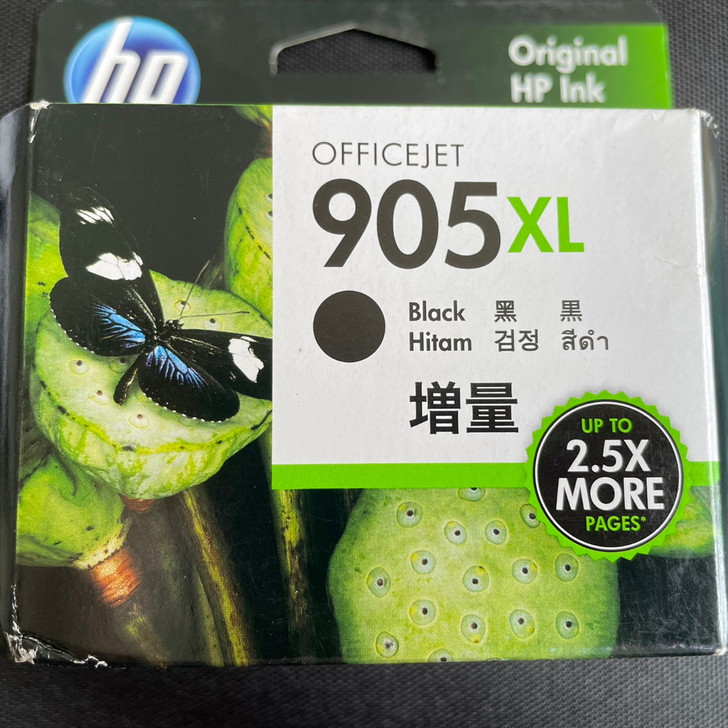 hp
Original
HP Ink
OFFICEJET
905XL
Black 黑 黒
Hitam 검정 สีดำ
増量
UP TO
2.5X
MORE
PAGES*